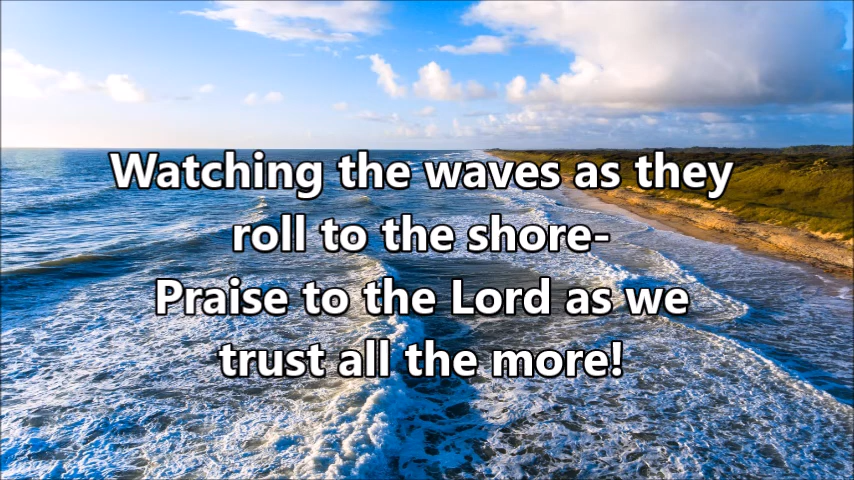 Watching the waves as they
roll to the shore-
Praise to the Lord as we
trust all the more!